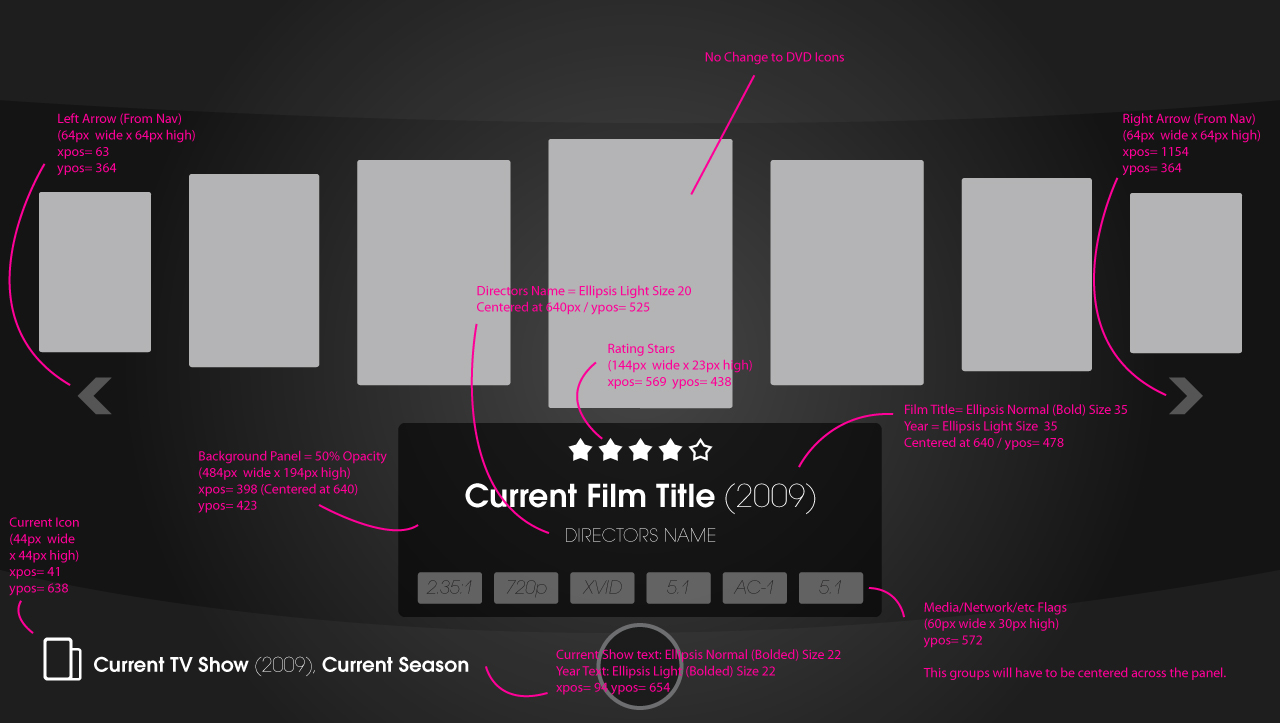 No Change to DVD Icons
Left Arrow (From Nav)
(64px wide x 64px high)
xpos= 63
ypos= 364
Right Arrow (From Nav)
(64px wide x 64px high)
xpos= 1154
ypos= 364
Directors Name = Ellipsis Light Size 20
Centered at 640px / ypos= 525
Rating Stars
(144px wide x 23px high)
xpos= 569 ypos= 438
Film Title= Ellipsis Normal (Bold) Size 35
Year = Ellipsis Light Size 35
Centered at 640 / ypos= 478
Background Panel = 50% Opacity
(484px wide x 194px high)
xpos= 398 (Centered at 640)
ypos= 423
Current Film Title (2009)
DIRECTORS NAME
2.35:1 720p XVID 5.1 AC-1 5.1
Current Icon
(44px wide
x 44px high)
xpos= 41
ypos= 638
Media/Network/etc Flags
(60px wide x 30px high)
ypos= 572
This groups will have to be centered across the panel.
Current TV Show (2009), Current Season
Current Show text: Ellipsis Normal (Bolded) Size 22
Year Text: Ellipsis Light (Bolded) Size 22
xpos= 94 ypos= 654